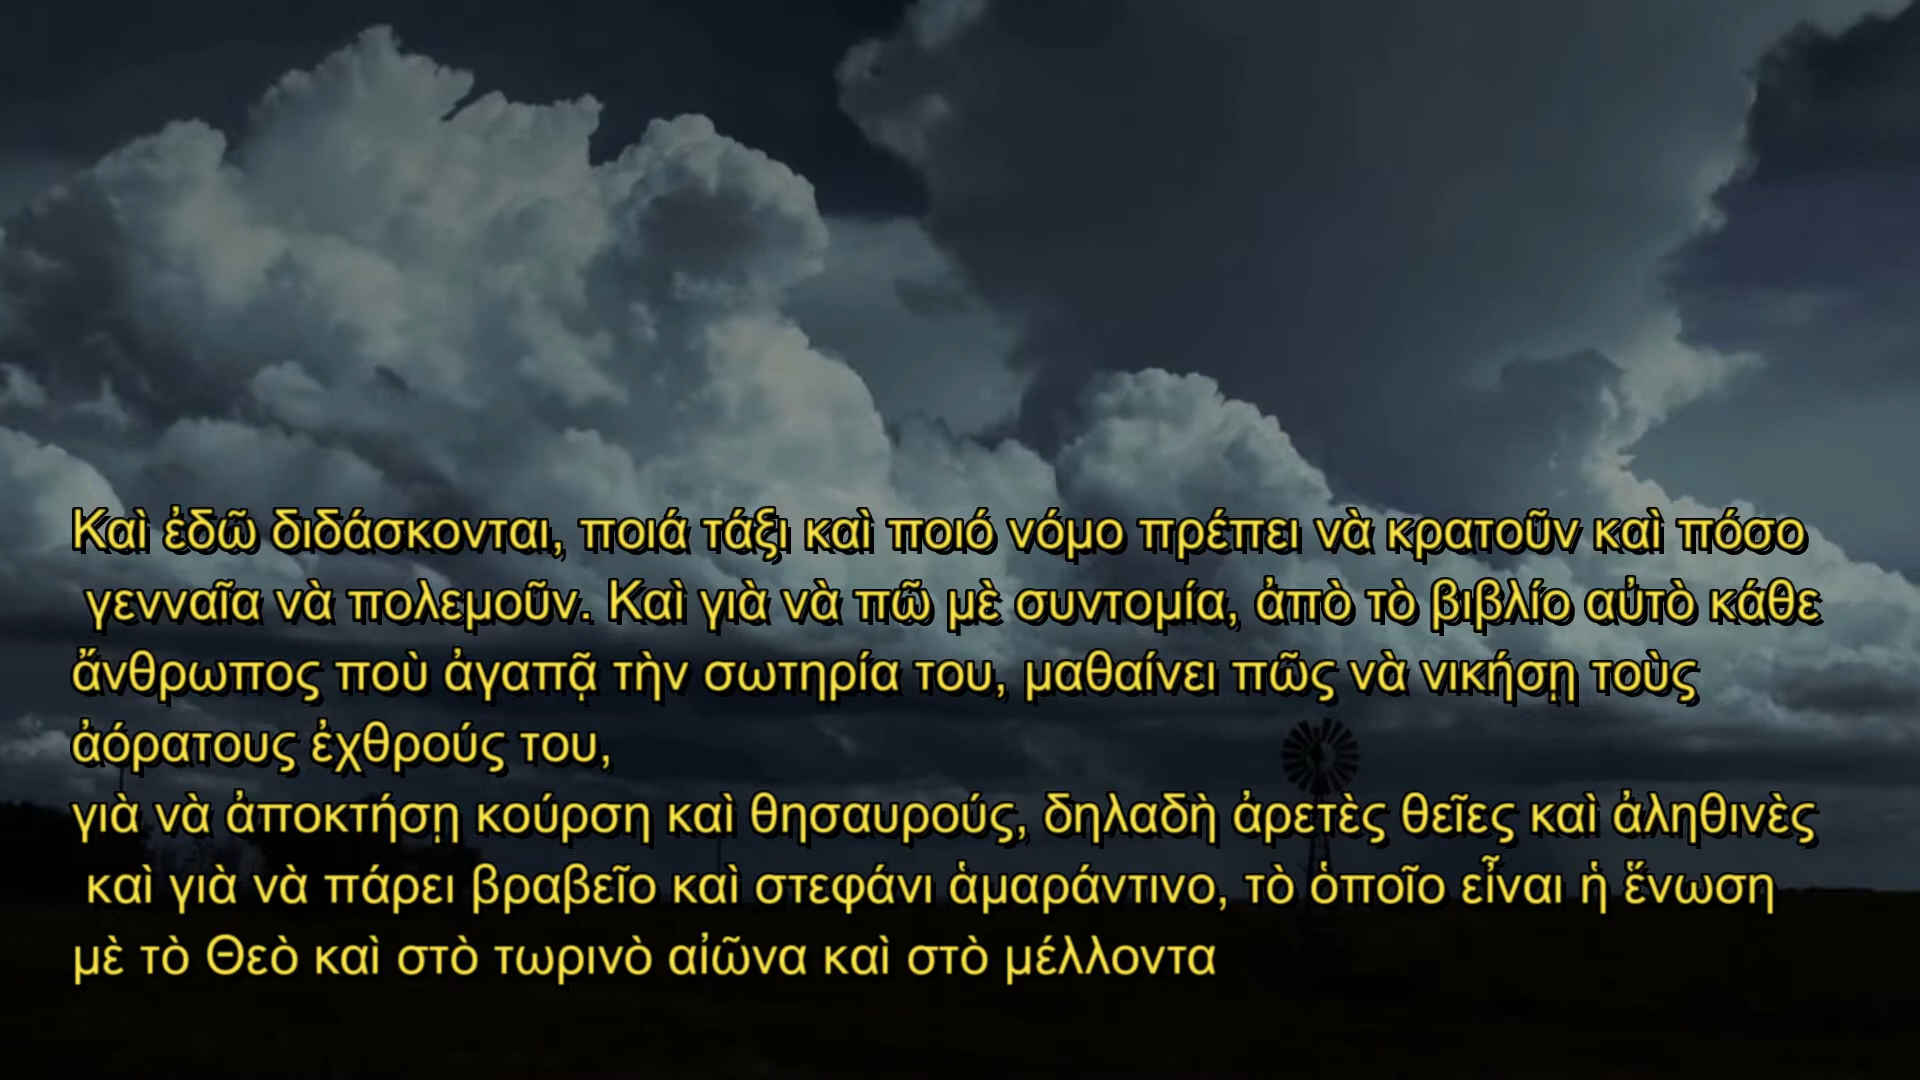 Καὶ ἐδῶ διδάσκονται, ποιά τάξι καὶ ποιό νόμο πρέπει νὰ κρατοῦν καὶ πόσο
γενναῖα νὰ πολεμοῦν. Καὶ γιὰ νὰ πῶ μὲ συντομία, ἀπὸ τὸ βιβλίο αὐτὸ κάθε
ἄνθρωπος ποὺ ἀγαπᾷ τὴν σωτηρία του, μαθαίνει πῶς νὰ νικήσῃ τοὺς
ἀόρατους ἐχθρούς του,
γιὰ νὰ ἀποκτήσῃ κούρση καὶ θησαυρούς, δηλαδὴ ἀρετὲς θεῖες καὶ ἀληθινὲς
καὶ γιὰ νὰ πάρει βραβεῖο καὶ στεφάνι ἁμαράντινο, τὸ ὁποῖο εἶναι ἡ ἕνωση
μὲ τὸ Θεὸ καὶ στὸ τωρινὸ αἰῶνα καὶ στὸ μέλλοντα